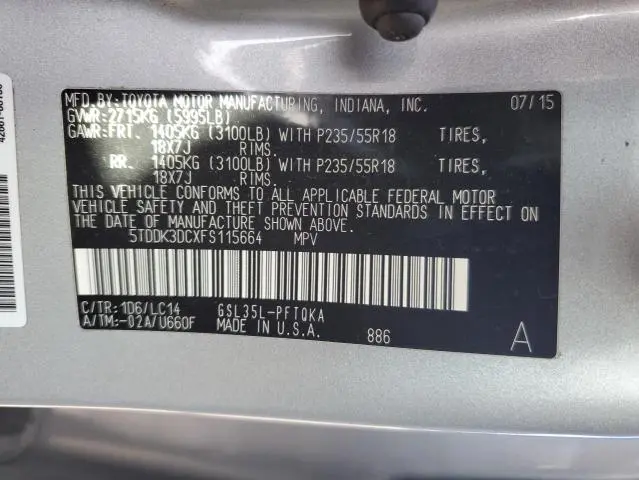 MFD.BY:TOYOTA MOTOR MANUFACTURING, INDIANA, INC. 07/15
GVWR:2715KG (5995LB)
GAWR:FRT. 1405KG (3100LB) WITH P235/55R18 TIRES,
18X7J RIMS.
RR. 1405KG (3100LB) WITH P235/55R18 TIRES,
18X7J RIMS.
THIS VEHICLE CONFORMS TO ALL APPLICABLE FEDERAL MOTOR
VEHICLE SAFETY AND THEFT PREVENTION STANDARDS IN EFFECT ON
THE DATE OF MANUFACTURE SHOWN ABOVE.
5TDDK3DCXFS115664 MPV
C/TR: 1D6/LC14 GSL35L-PFTQKA
A/TM:-02A/U660F MADE IN U.S.A. 886 A